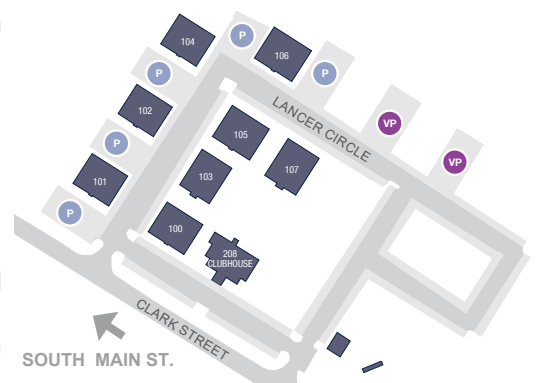 104
P
106
P
P
102
VP
LANCER CIRCLE
105
P
VP
107
101
103
P
100
208
CLUBHOUSE
CLARK STREET
SOUTH MAIN ST.